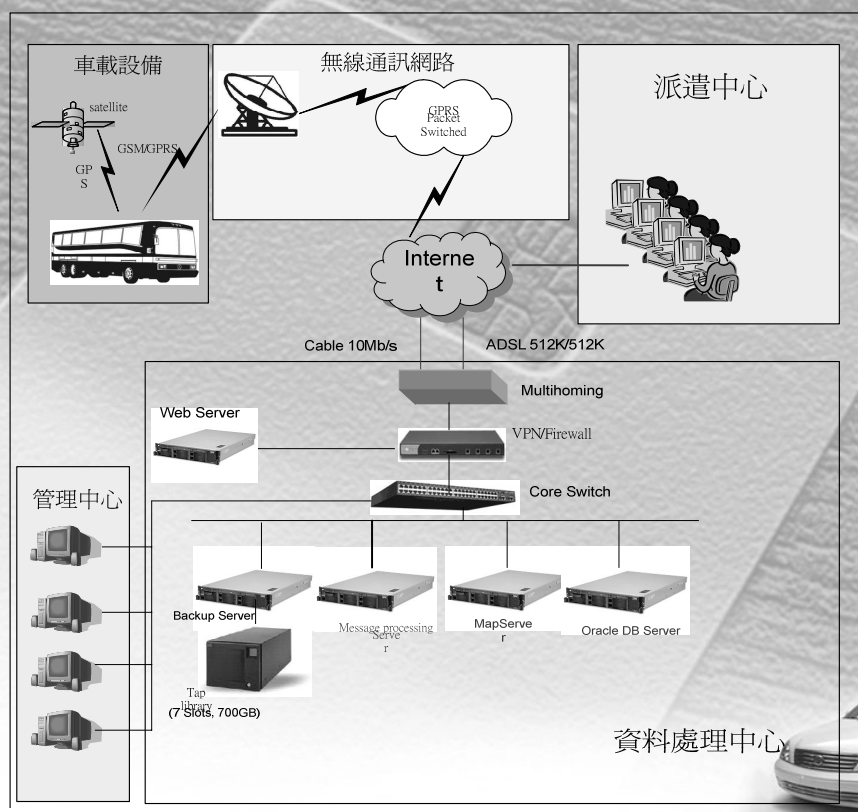 車載設備
無線通訊網路
派遣中心
satellite
GSM/GPRS
GP
S
GPRS
Packet
Switched
Interne
t
Cable 10Mb/s
ADSL 512K/512K
Multihoming
Web Server
VPN/Firewall
Core Switch
管理中心
Backup Server
Message processing
Serve
r
MapServe
r
Oracle DB Server
Tap
library
(7 Slots, 700GB)
資料處理中心